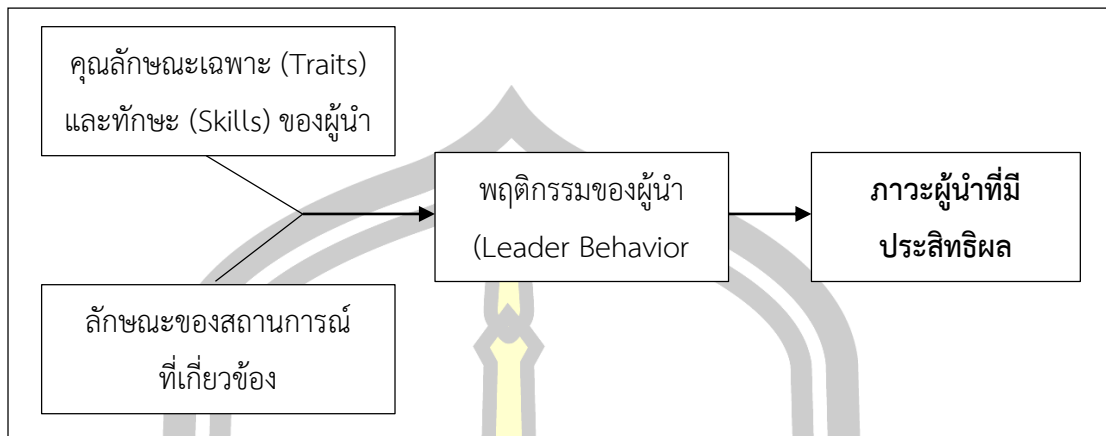 คุณลักษณะเฉพาะ (Traits)
และทักษะ (Skills) ของผู้นำ
พฤติกรรมของผู้นำ
(Leader Behavior
ภาวะผู้นำที่มี
ประสิทธิผล
ลักษณะของสถานการณ์
ที่เกี่ยวข้อง